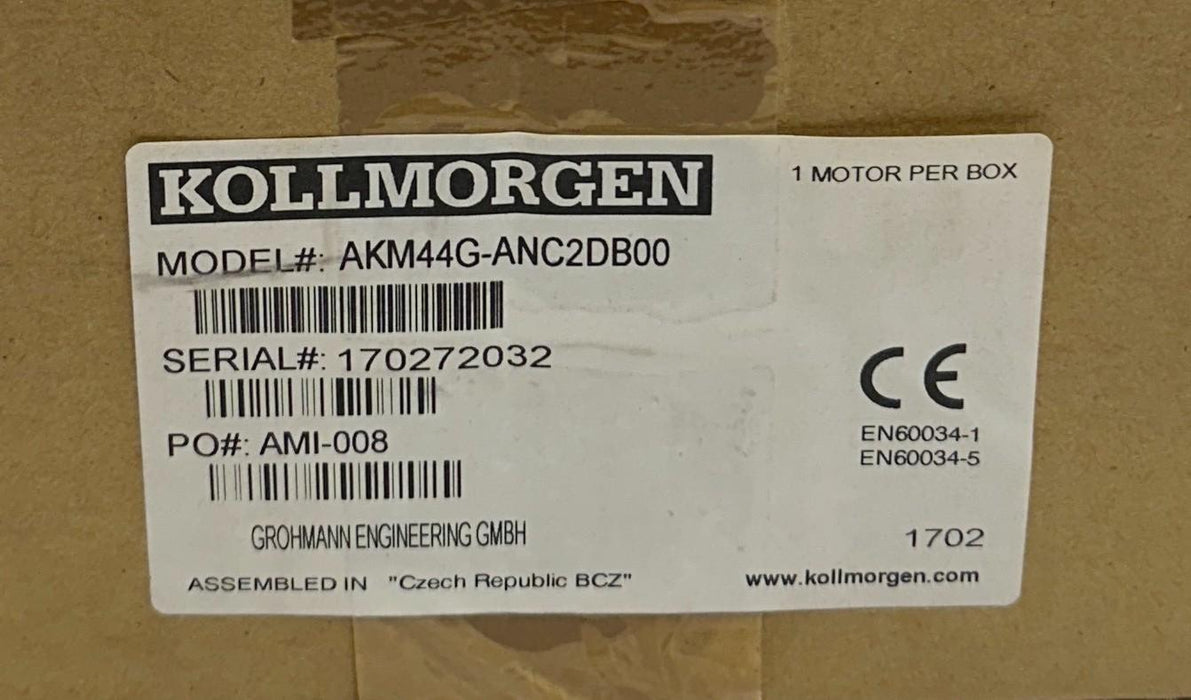 KOLLMORGEN
1 MOTOR PER BOX
MODEL#: AKM44G-ANC2DB00
SERIAL#: 170272032
PO#: AMI-008
CE
EN60034-1
EN60034-5
GROHMANN ENGINEERING GMBH
1702
ASSEMBLED IN "Czech Republic BCZ"
www.kollmorgen.com